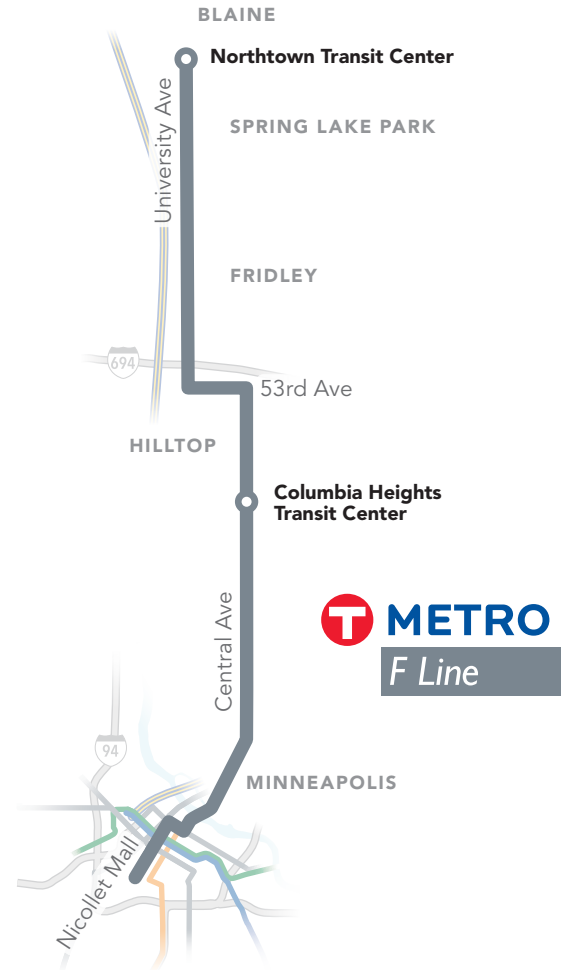 BLAINE
Northtown Transit Center
University Ave
SPRING LAKE PARK
FRIDLEY
694
53rd Ave
HILLTOP
Columbia Heights
Transit Center
Central Ave
T METRO
F Line
94
MINNEAPOLIS
Nicollet Mall